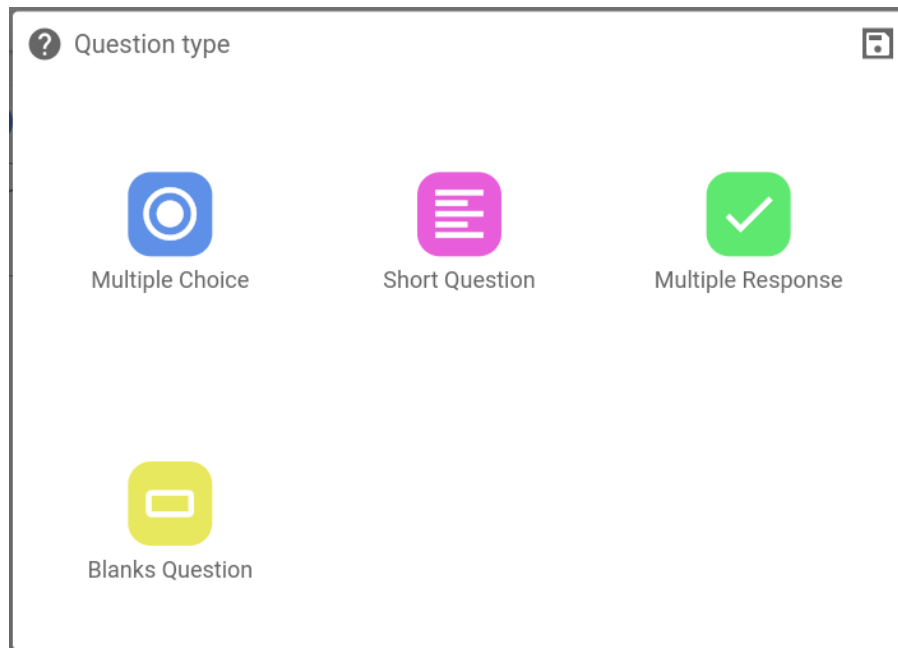 Question type
Multiple Choice
Short Question
Multiple Response
Blanks Question